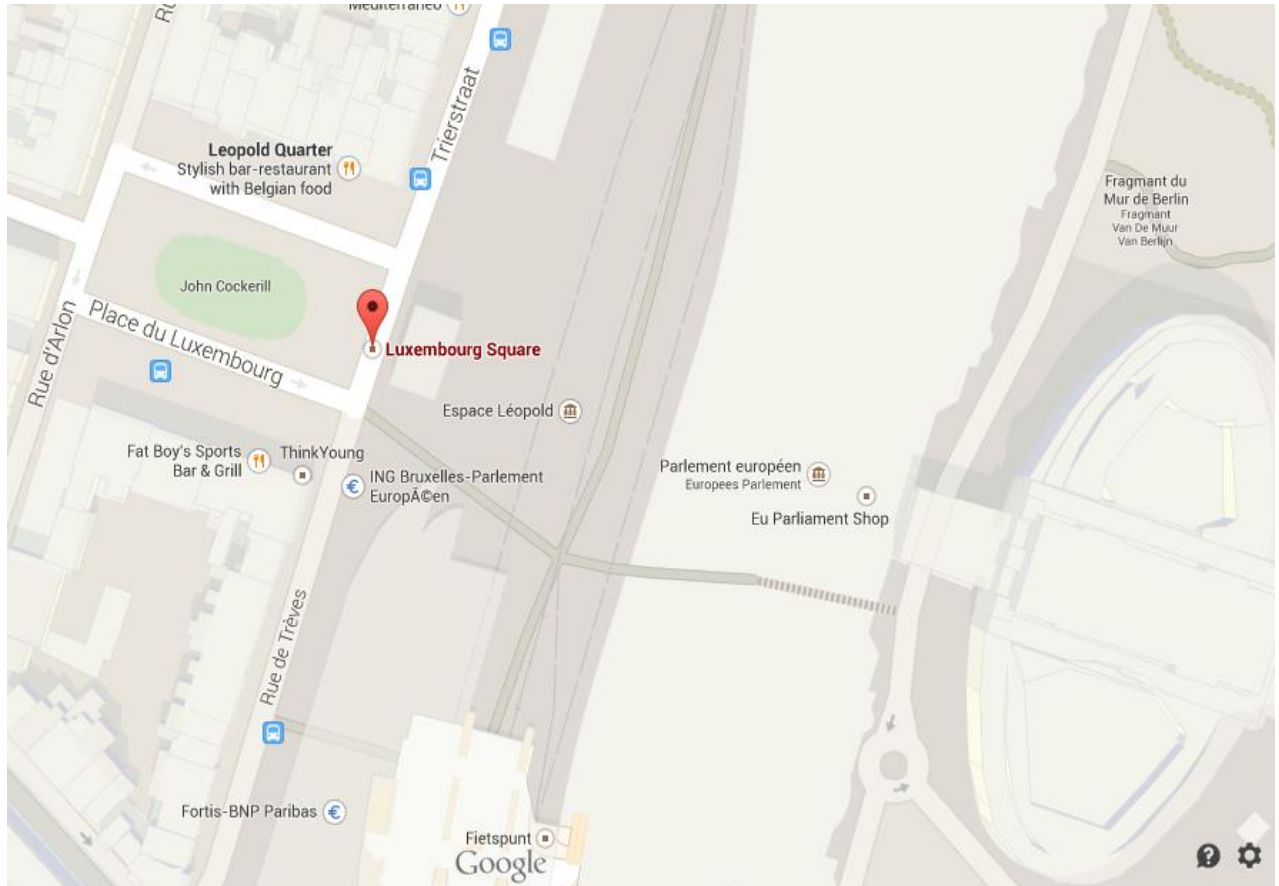 Mediterraneo
Ru
Trierstraat
Leopold Quarter
Stylish bar-restaurant
with Belgian food
Fragmant du
Mur de Berlin
Fragmant
Van De Muur
Van Berlijn
John Cockerill
Rue d'Arlon
Place du Luxembourg
Luxembourg Square
Espace Léopold
Fat Boy's Sports
Bar & Grill
ThinkYoung
€ ING Bruxelles-Parlement
EuropÃ©en
Parlement européen
Europees Parlement
Eu Parliament Shop
Rue de Trèves
Fortis-BNP Paribas €
Fietspunt
Google
?